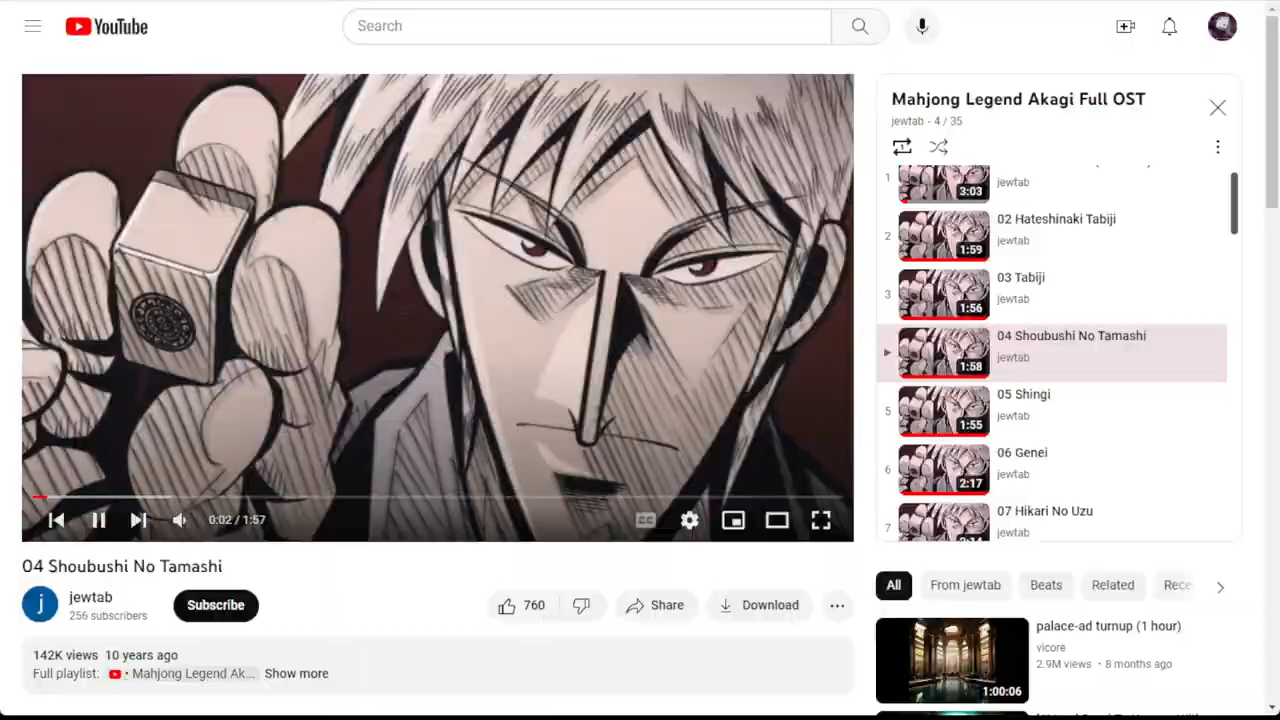 YouTube
Search
Mahjong Legend Akagi Full OST
jewtab - 4 / 35
1
3:03
jewtab
2
1:59
02 Hateshinaki Tabiji
jewtab
3
1:56
03 Tabiji
jewtab
1:58
04 Shoubushi No Tamashi
jewtab
5
1:55
05 Shingi
jewtab
6
2:17
06 Genei
jewtab
7
07 Hikari No Uzu
jewtab
0:02 / 1:57
CC
04 Shoubushi No Tamashi
j
jewtab
256 subscribers
Subscribe
760
Share
Download
142K views 10 years ago
Full playlist: • Mahjong Legend Ak... Show more
All
From jewtab
Beats
Related
Rece
palace-ad turnup (1 hour)
vicore
2.9M views • 8 months ago
1:00:06